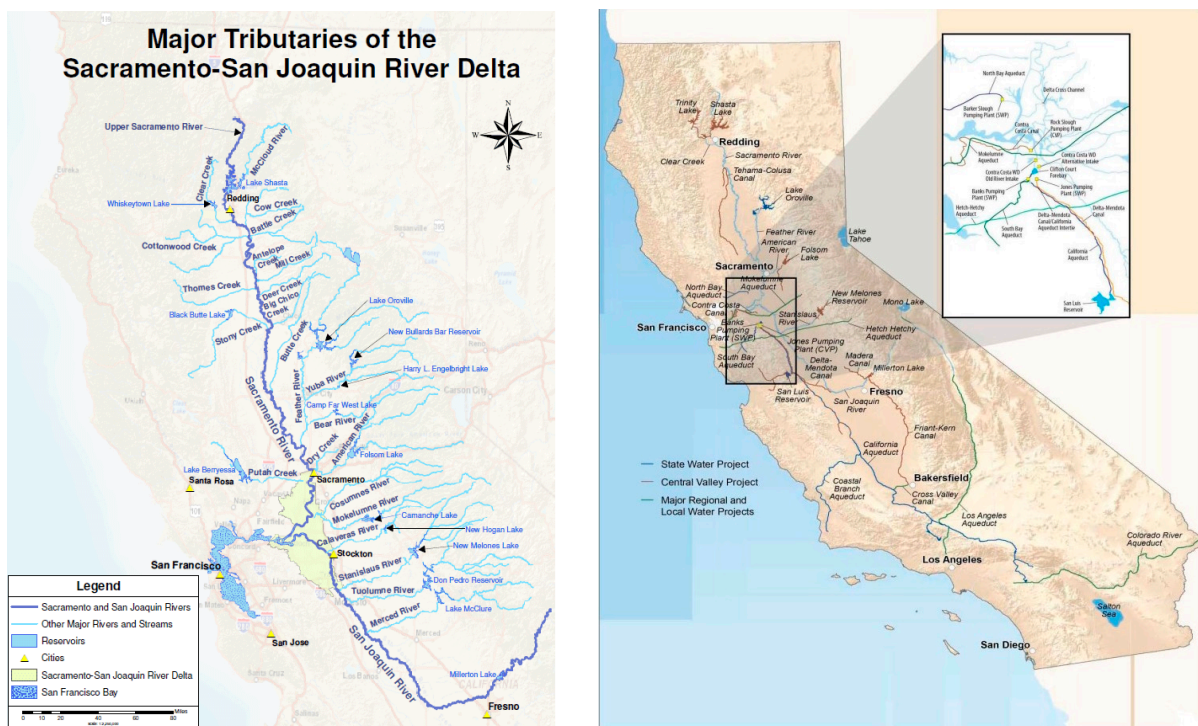 Major Tributaries of the
Sacramento-San Joaquin River Delta
N
W
E
S
Upper Sacramento River
McCloud River
Clear Creek
Lake Shasta
Redding
Whiskeytown Lake
Cow Creek
Battle Creek
Cottonwood Creek
Antelope
Creek
Mill Creek
Thomes Creek
Deer Creek
Big Chico
Creek
Black Butte Lake
Stony Creek
Butte Creek
Lake Oroville
New Bullards Bar Reservoir
Feather River
Yuba River
Harry L. Engelbright Lake
Sacramento River
Camp Far West Lake
Bear River
Dry Creek
American River
Folsom Lake
Lake Berryessa
Putah Creek
Sacramento
Santa Rosa
Cosumnes River
Mokelumne River
Camanche Lake
Calaveras River
New Hogan Lake
Stockton
New Melones Lake
San Francisco
Stanislaus River
Don Pedro Reservoir
Tuolumne River
Lake McClure
Merced River
San Jose
San Joaquin River
Millerton Lake
Fresno
Legend
Sacramento and San Joaquin Rivers
Other Major Rivers and Streams
Reservoirs
Cities
Sacramento-San Joaquin River Delta
San Francisco Bay
Miles
0 10 20 40 60 80
Trinity
Lake
Shasta
Lake
Redding
Clear Creek
Sacramento River
Tehama-Colusa
Canal
Lake
Oroville
Feather River
American
River
Folsom
Lake
Lake
Tahoe
Sacramento
Mokelumne
Aqueduct
North Bay
Aqueduct
New Melones
Reservoir
Mono Lake
Contra Costa
Canal
Stanislaus
River
San Francisco
Banks
Pumping
Plant (SWP)
Hetch Hetchy
Aqueduct
Jones Pumping
Plant (CVP)
South Bay
Aqueduct
Delta-
Mendota
Canal
Madera
Canal
Millerton Lake
San Luis
Reservoir
Fresno
San Joaquin
River
Friant-Kern
Canal
California
Aqueduct
State Water Project
Central Valley Project
Major Regional and
Local Water Projects
Coastal
Branch
Aqueduct
Bakersfield
Cross Valley
Canal
Los Angeles
Aqueduct
Los Angeles
Colorado River
Aqueduct
Salton
Sea
San Diego
North Bay
Aqueduct
Barker Slough
Pumping Plant (SWP)
Delta Cross Channel
Contra
Costa Canal
Rock Slough
Pumping Plant
(CVP)
Mokelumne
Aqueduct
Contra Costa WD
Alternative Intake
Contra Costa WD
Old River Intake
Clifton Court
Forebay
Banks Pumping
Plant (SWP)
Jones Pumping
Plant (CVP)
Hetch-Hetchy
Aqueduct
South Bay
Aqueduct
Delta-Mendota
Canal/California
Aqueduct Intertie
Delta-Mendota
Canal
California
Aqueduct
San Luis
Reservoir